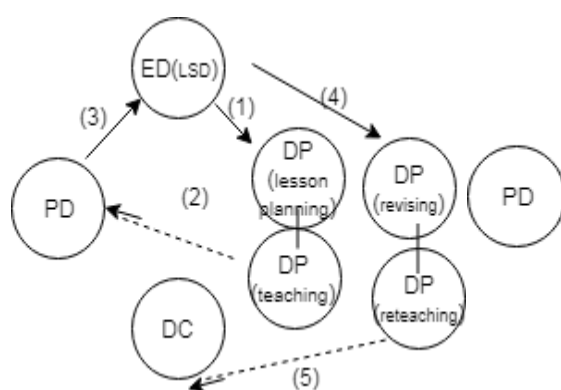 ED(LSD)
(1)
(4)
(3)
DP
(lesson
planning)
DP
(revising)
PD
PD
(2)
DP
(teaching)
DP
(reteaching)
DC
(5)